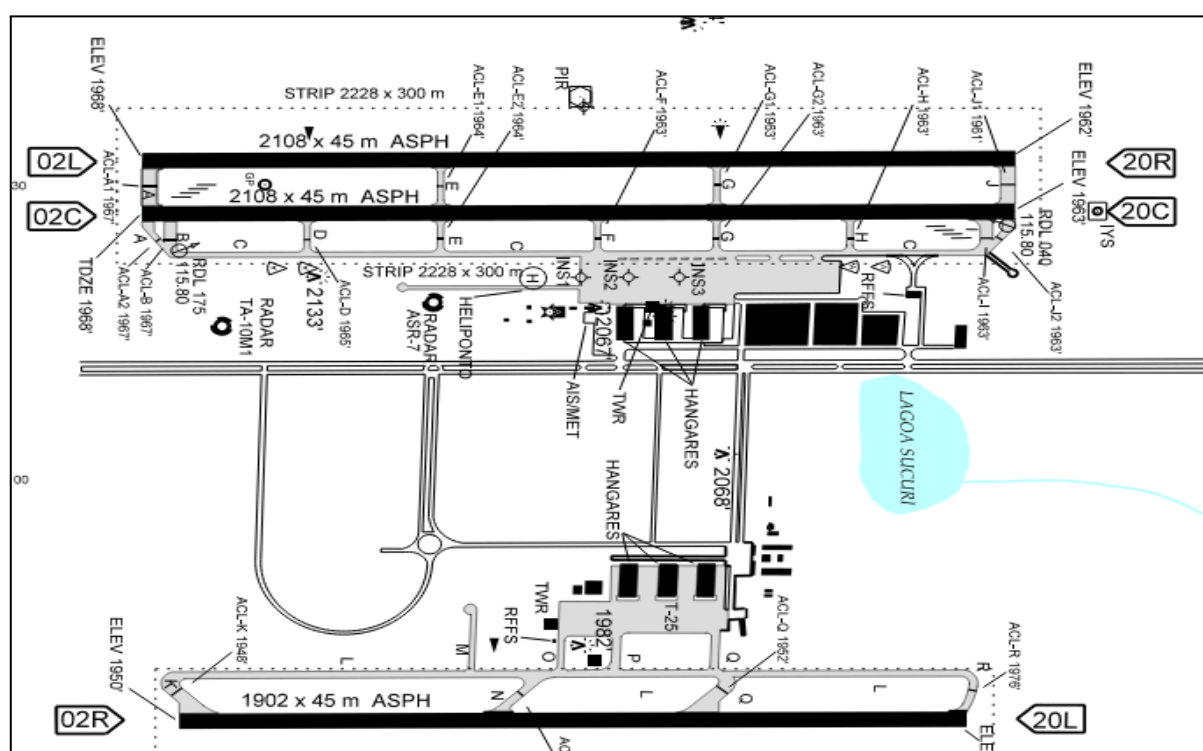 PIR
ELEV 1968'
STRIP 2228 x 300 m
ACL-E1 1964'
ACL-E2 1964'
ACL-F 1963'
ACL-G1 1963'
ACL-G2 1963'
ACL-H 1963'
ACL-J1 1961'
ELEV 1962'
2108 x 45 m ASPH
02L
20R
ACL-A1 1967'
30
A
GP
E
G
J
ELEV 1963'
2108 x 45 m ASPH
02C
20C
IYS
A
B
C
D
E
C
F
G
H
C
RDL 040
115.80
TDZE 1968'
ACL-A2 1967'
ACL-B 1967'
RDL 175
115.80
STRIP 2228 x 300 m
INS1
INS2
INS3
H
2133'
ACL-D 1965'
RFFS
ACL-I 1963'
ACL-J2 1963'
RADAR
TA-10M1
RADAR
ASR-7
HELIPONTO
2067'
AIS/MET
TWR
HANGARES
LAGOA SUCURI
2068'
00
HANGARES
T-25
TWR
RFFS
1982'
ACL-Q 1952'
ELEV 1950'
ACL-K 1948'
L
M
O
P
Q
R
ACL-R 1976'
K
1902 x 45 m ASPH
N
L
Q
L
02R
20L